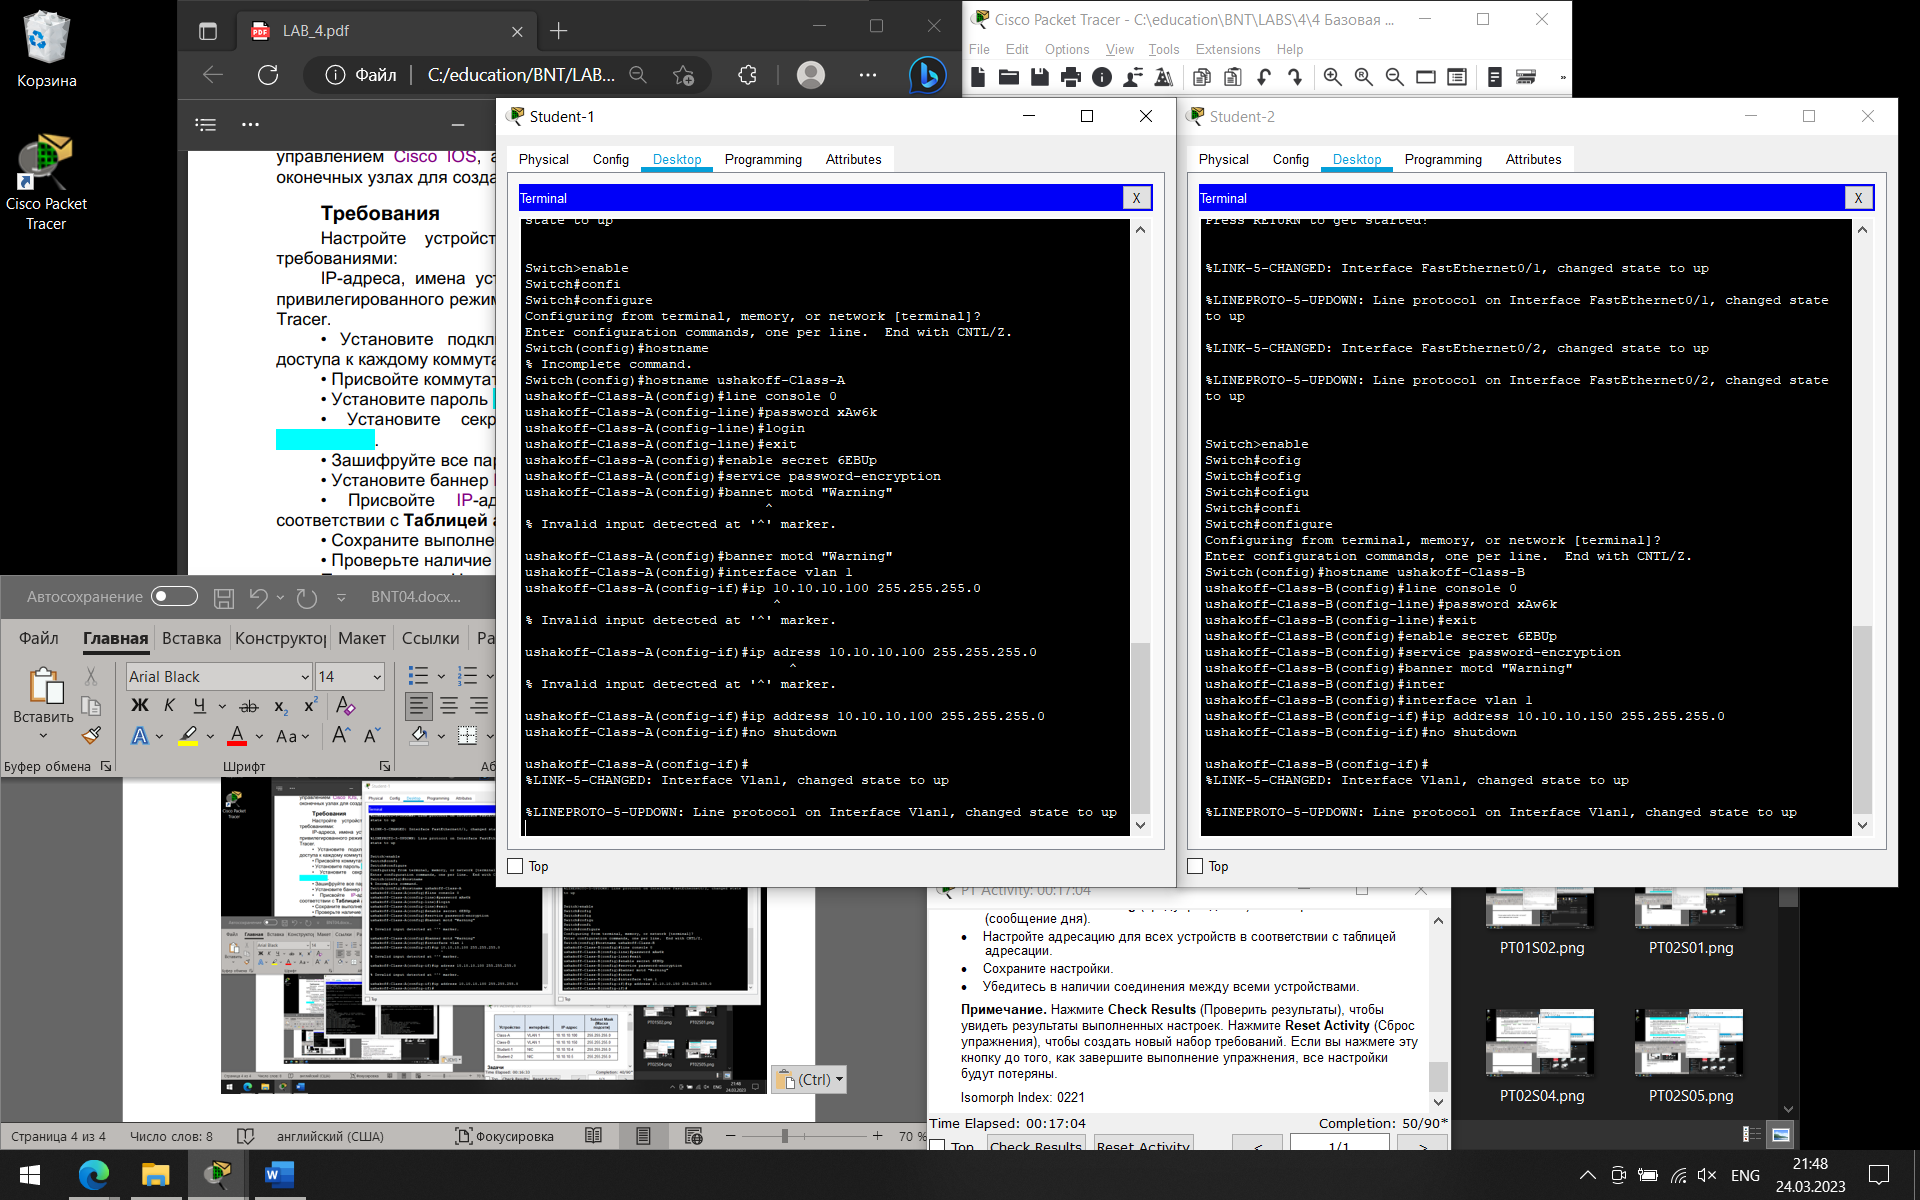 Корзина
Cisco Packet
Tracer
LAB_4.pdf
Файл
C:/education/BNT/LAB...
управлением Cisco IOS, а
оконечных узлах для созда
Требования
Настройте устройст
требованиями:
IP-адреса, имена уст
привилегированного режим
Tracer.
• Установите подкл
доступа к каждому коммута
• Присвойте коммутат
• Установите пароль
• Установите секр
.
• Зашифруйте все пар
• Установите баннер
• Присвойте IP-ад
соответствии с Таблицей а
• Сохраните выполне
• Проверьте наличие
Cisco Packet Tracer - C:\education\BNT\LABS\4\4 Базовая ...
File Edit Options View Tools Extensions Help
Student-1
Physical Config Desktop Programming Attributes
Terminal
X
state to up
Switch>enable
Switch#confi
Switch#configure
Configuring from terminal, memory, or network [terminal]?
Enter configuration commands, one per line.  End with CNTL/Z.
Switch(config)#hostname
% Incomplete command.
Switch(config)#hostname ushakoff-Class-A
ushakoff-Class-A(config)#line console 0
ushakoff-Class-A(config-line)#password xAw6k
ushakoff-Class-A(config-line)#login
ushakoff-Class-A(config-line)#exit
ushakoff-Class-A(config)#enable secret 6EBUp
ushakoff-Class-A(config)#service password-encryption
ushakoff-Class-A(config)#bannet motd "Warning"
^
% Invalid input detected at '^' marker.
ushakoff-Class-A(config)#banner motd "Warning"
ushakoff-Class-A(config)#interface vlan 1
ushakoff-Class-A(config-if)#ip 10.10.10.100 255.255.255.0
^
% Invalid input detected at '^' marker.
ushakoff-Class-A(config-if)#ip adress 10.10.10.100 255.255.255.0
^
% Invalid input detected at '^' marker.
ushakoff-Class-A(config-if)#ip address 10.10.10.100 255.255.255.0
ushakoff-Class-A(config-if)#no shutdown
ushakoff-Class-A(config-if)#
%LINK-5-CHANGED: Interface Vlan1, changed state to up
%LINEPROTO-5-UPDOWN: Line protocol on Interface Vlan1, changed state to up
Top
Student-2
Physical Config Desktop Programming Attributes
Terminal
X
Press RETURN to get started!
%LINK-5-CHANGED: Interface FastEthernet0/1, changed state to up
%LINEPROTO-5-UPDOWN: Line protocol on Interface FastEthernet0/1, changed state
to up
%LINK-5-CHANGED: Interface FastEthernet0/2, changed state to up
%LINEPROTO-5-UPDOWN: Line protocol on Interface FastEthernet0/2, changed state
to up
Switch>enable
Switch#cofig
Switch#cofig
Switch#cofigu
Switch#confi
Switch#configure
Configuring from terminal, memory, or network [terminal]?
Enter configuration commands, one per line.  End with CNTL/Z.
Switch(config)#hostname ushakoff-Class-B
ushakoff-Class-B(config)#line console 0
ushakoff-Class-B(config-line)#password xAw6k
ushakoff-Class-B(config-line)#exit
ushakoff-Class-B(config)#enable secret 6EBUp
ushakoff-Class-B(config)#service password-encryption
ushakoff-Class-B(config)#banner motd "Warning"
ushakoff-Class-B(config)#inter
ushakoff-Class-B(config)#interface vlan 1
ushakoff-Class-B(config-if)#ip address 10.10.10.150 255.255.255.0
ushakoff-Class-B(config-if)#no shutdown
ushakoff-Class-B(config-if)#
%LINK-5-CHANGED: Interface Vlan1, changed state to up
%LINEPROTO-5-UPDOWN: Line protocol on Interface Vlan1, changed state to up
Top
Автосохранение
BNT04.docx...
Файл Главная Вставка Конструктор Макет Ссылки Ра
Arial Black 14
Вставить
Ж К Ч ab x₂ x²
A A Aa A A
Буфер обмена Шрифт Аб
(Ctrl)
Страница 4 из 4 Число слов: 8 английский (США) Фокусировка 70 %
PT Activity: 00:17:04
(сообщение дня).
• Настройте адресацию для всех устройств в соответствии с таблицей
адресации.
• Сохраните настройки.
• Убедитесь в наличии соединения между всеми устройствами.
Примечание. Нажмите Check Results (Проверить результаты), чтобы
увидеть результаты выполненных настроек. Нажмите Reset Activity (Сброс
упражнения), чтобы создать новый набор требований. Если вы нажмете эту
кнопку до того, как завершите выполнение упражнения, все настройки
будут потеряны.
Isomorph Index: 0221
Time Elapsed: 00:17:04 Completion: 50/90*
Top Check Results Reset Activity < 1/1 >
PT01S02.png PT02S01.png
PT02S04.png PT02S05.png
ENG
21:48
24.03.2023